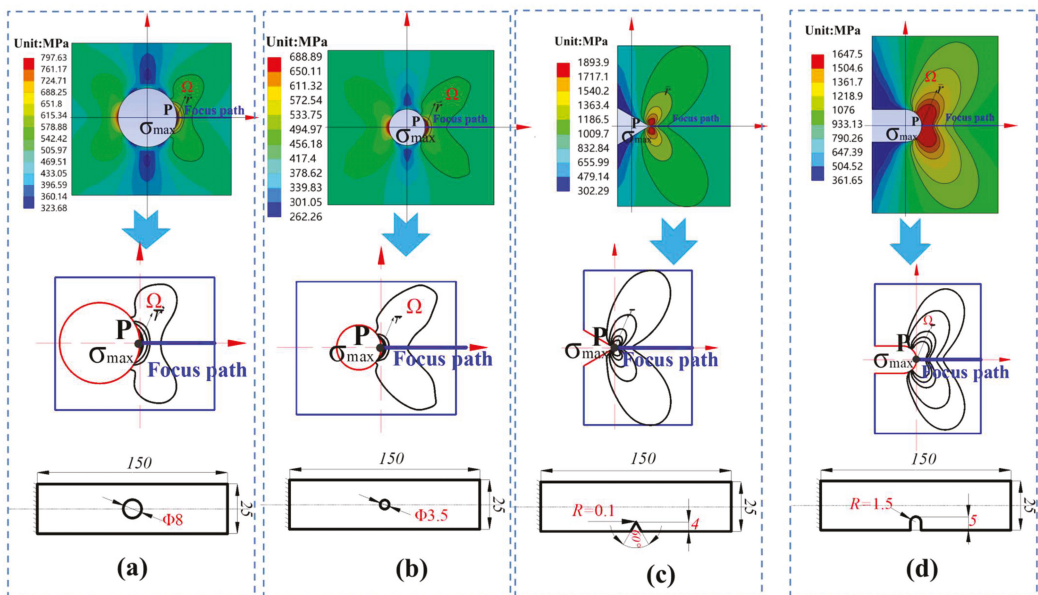 Unit:MPa
797.63
761.17
724.71
688.25
651.8
615.34
578.88
542.42
505.97
469.51
433.05
396.59
360.14
323.68
Ω
r
P
Focus path
σmax
Ω
r
P
σmax
Focus path
150
25
Φ8
(a)
Unit:MPa
688.89
650.11
611.32
572.54
533.75
494.97
456.18
417.4
378.62
339.83
301.05
262.26
Ω
r
P
Focus path
σmax
Ω
r
P
σmax
Focus path
150
25
Φ3.5
(b)
Unit:MPa
1893.9
1717.1
1540.2
1363.4
1186.5
1009.7
832.84
655.99
479.14
302.29
r
P
Focus path
σmax
r
P
σmax
Focus path
150
25
R=0.1
4
60°
(c)
Unit:MPa
1647.5
1504.6
1361.7
1218.9
1076
933.13
790.26
647.39
504.52
361.65
Ω
r
P
Focus path
σmax
Ω
r
P
σmax
Focus path
150
25
R=1.5
5
(d)